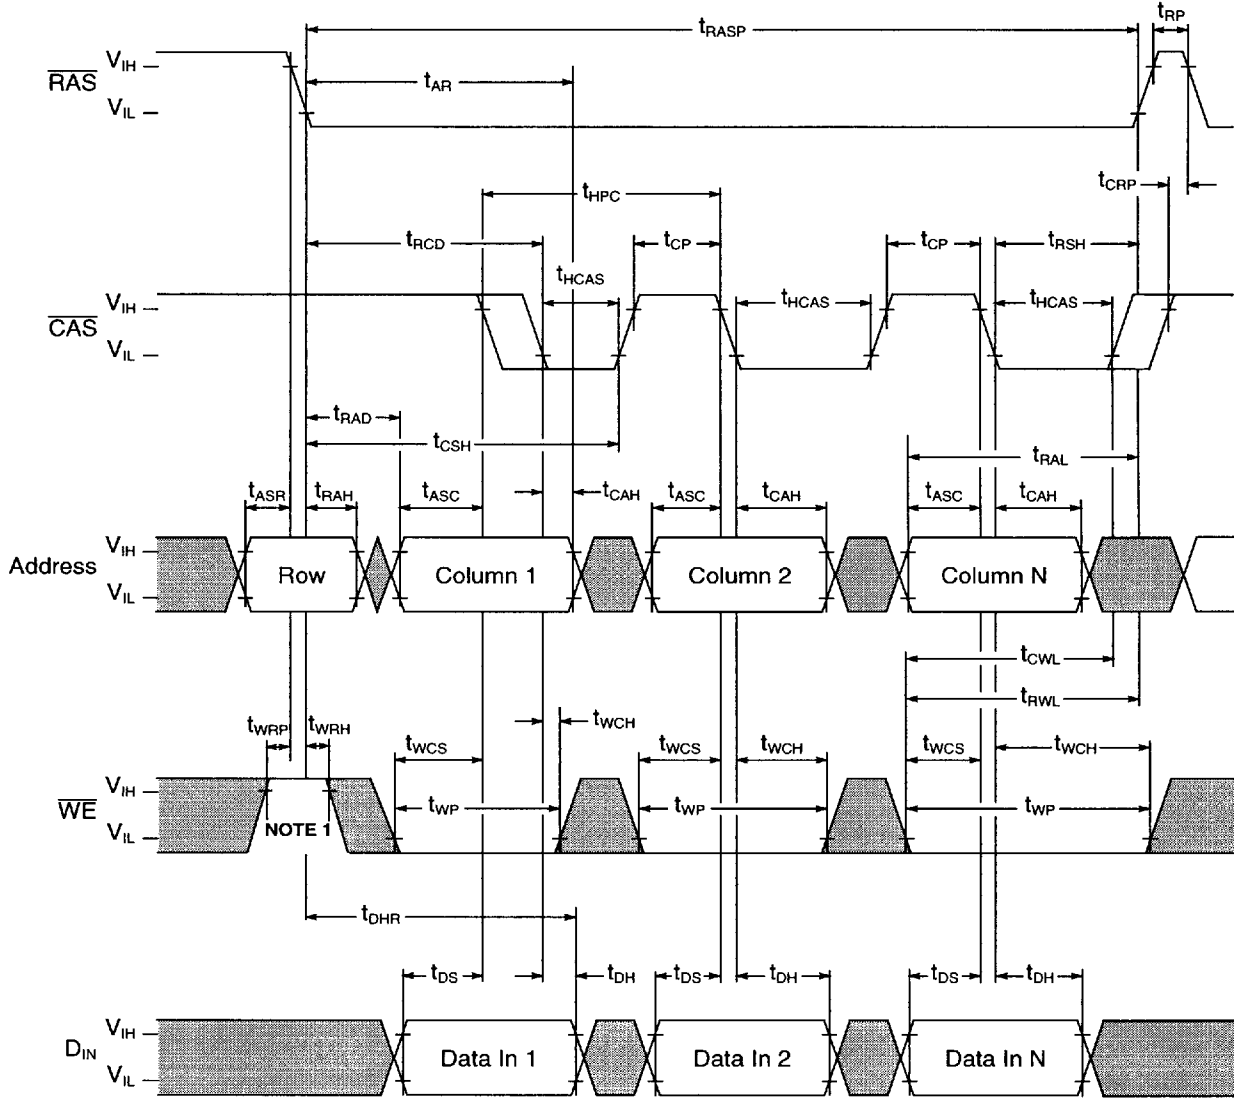 tRASP tRP
VIH
RAS
tAR
VIL
tHPC tCRP
tRCD tCP tCP tRSH
tHCAS tHCAS tHCAS
VIH
CAS
VIL
tRAD
tCSH
tRAL
tASR tRAH tASC tCAH tASC tCAH tASC tCAH
VIH
Address Row Column 1 Column 2 Column N
VIL
tCWL
tRWL
tWRP tWRH tWCH
tWCS tWCS tWCH tWCS tWCH
VIH
WE
tWP tWP tWP
VIL NOTE 1
tDHR
tDS tDH tDS tDH tDS tDH
VIH
DIN Data In 1 Data In 2 Data In N
VIL